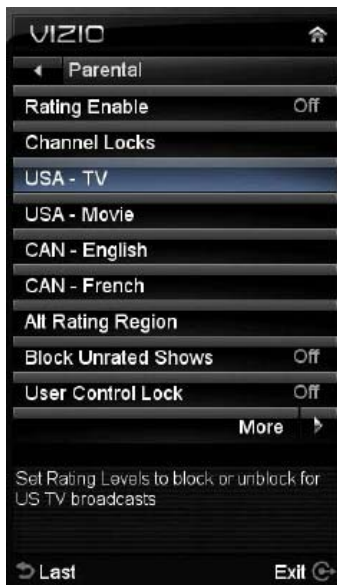 VIZIO
Parental
Rating Enable Off
Channel Locks
USA - TV
USA - Movie
CAN - English
CAN - French
Alt Rating Region
Block Unrated Shows Off
User Control Lock Off
More
Set Rating Levels to block or unblock for
US TV broadcasts
Last Exit